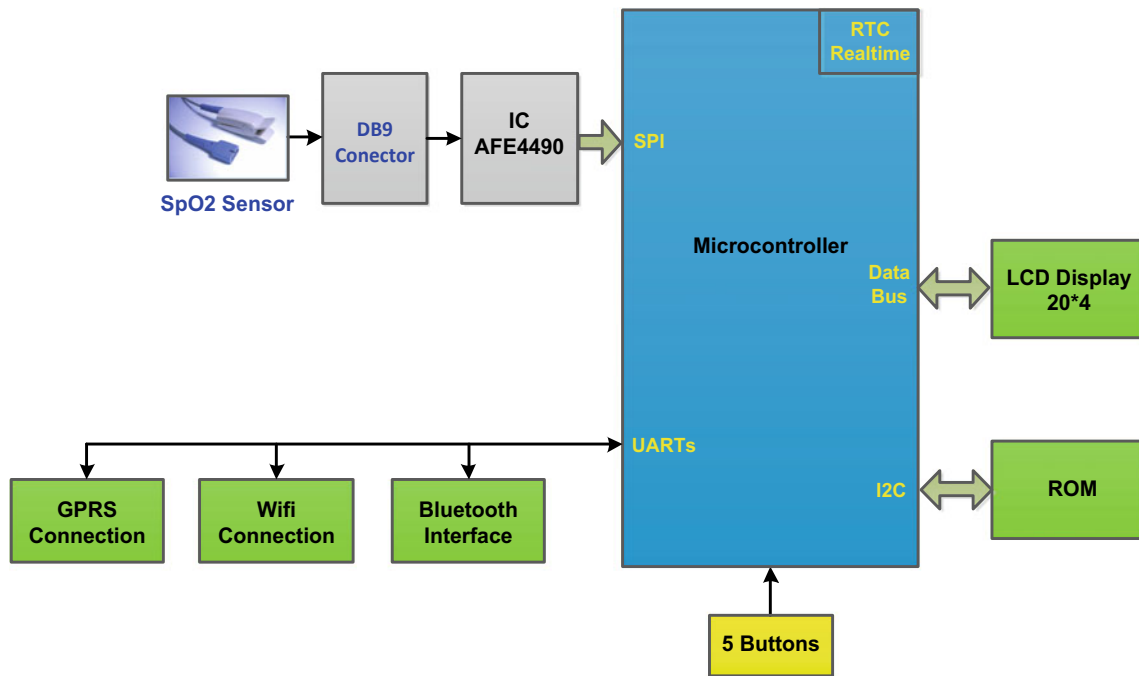 RTC
Realtime
DB9
Conector
IC
AFE4490
SPI
SpO2 Sensor
Microcontroller
Data
Bus
LCD Display
20*4
UARTs
GPRS
Connection
Wifi
Connection
Bluetooth
Interface
I2C
ROM
5 Buttons